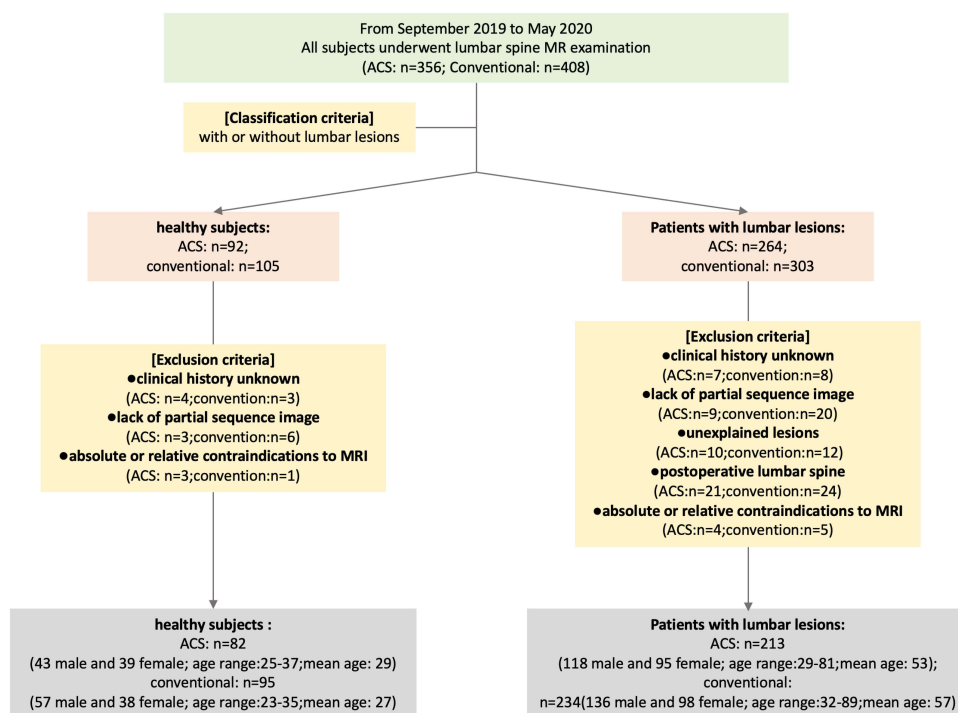 From September 2019 to May 2020
All subjects underwent lumbar spine MR examination
(ACS: n=356; Conventional: n=408)
[Classification criteria]
with or without lumbar lesions
healthy subjects:
ACS: n=92;
conventional: n=105
Patients with lumbar lesions:
ACS: n=264;
conventional: n=303
[Exclusion criteria]
●clinical history unknown
(ACS: n=4;convention:n=3)
●lack of partial sequence image
(ACS: n=3;convention:n=6)
●absolute or relative contraindications to MRI
(ACS: n=3;convention:n=1)
[Exclusion criteria]
●clinical history unknown
(ACS:n=7;convention:n=8)
●lack of partial sequence image
(ACS:n=9;convention:n=20)
●unexplained lesions
(ACS:n=10;convention:n=12)
●postoperative lumbar spine
(ACS:n=21;convention:n=24)
●absolute or relative contraindications to MRI
(ACS:n=4;convention:n=5)
healthy subjects :
ACS: n=82
(43 male and 39 female; age range:25-37;mean age: 29)
conventional: n=95
(57 male and 38 female; age range:23-35;mean age: 27)
Patients with lumbar lesions:
ACS: n=213
(118 male and 95 female; age range:29-81;mean age: 53);
conventional:
n=234(136 male and 98 female; age range:32-89;mean age: 57)